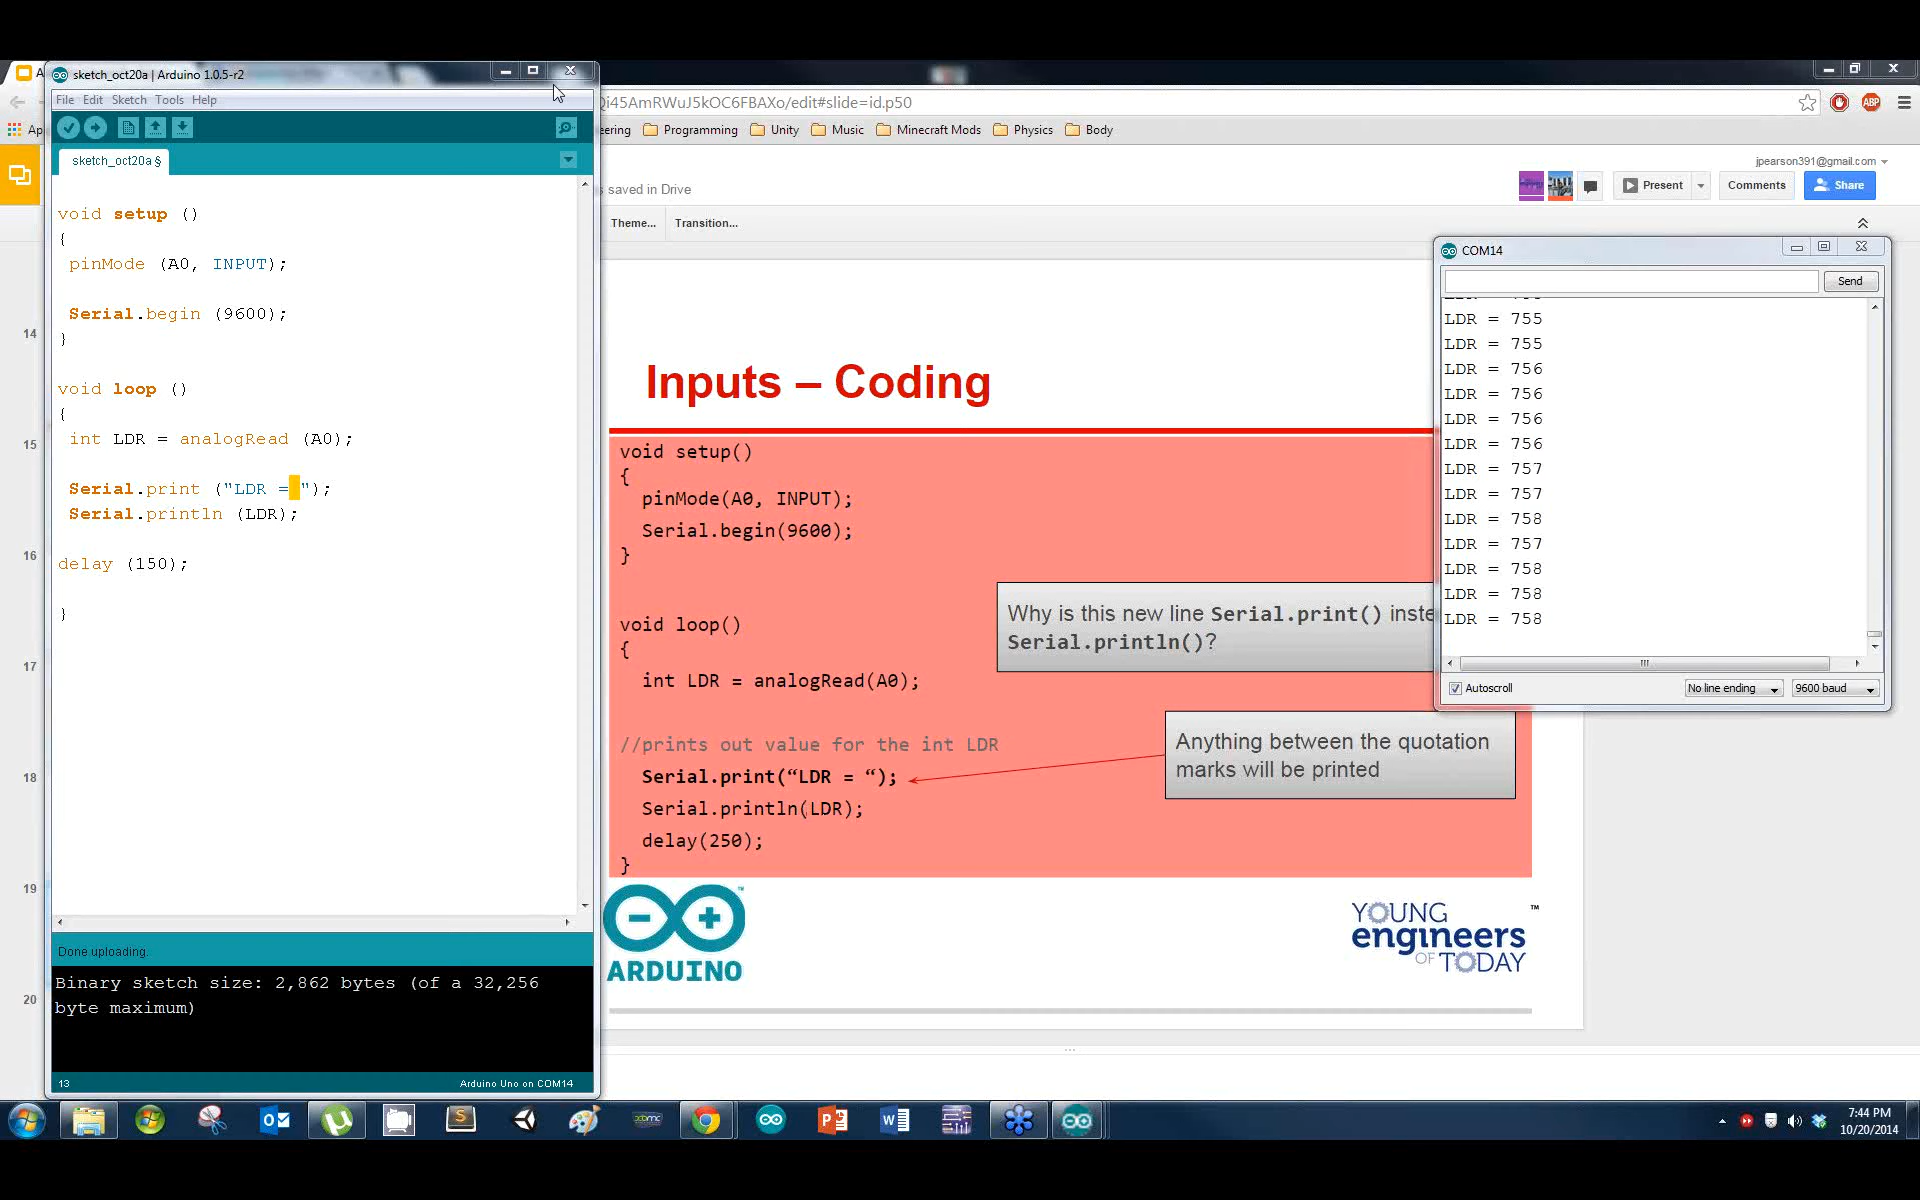 sketch_oct20a | Arduino 1.0.5-r2
File Edit Sketch Tools Help
sketch_oct20a §
void setup ()
{
pinMode (A0, INPUT);
Serial.begin (9600);
}
void loop ()
{
int LDR = analogRead (A0);
Serial.print ("LDR = ");
Serial.println (LDR);
delay (150);
}
Done uploading.
Binary sketch size: 2,862 bytes (of a 32,256
byte maximum)
13
Arduino Uno on COM14
Qi45AmRWuJ5kOC6FBAXo/edit#slide=id.p50
ABP
Ap
ering Programming Unity Music Minecraft Mods Physics Body
jpearson391@gmail.com
s saved in Drive
Present
Comments
Share
Theme... Transition...
14
15
16
17
18
19
20
Inputs – Coding
void setup()
{
pinMode(A0, INPUT);
Serial.begin(9600);
}
void loop()
{
int LDR = analogRead(A0);
//prints out value for the int LDR
Serial.print(“LDR = “);
Serial.println(LDR);
delay(250);
}
Why is this new line Serial.print() inste
Serial.println()?
Anything between the quotation
marks will be printed
ARDUINO
YOUNG
engineers
OF TODAY
™
COM14
Send
LDR = 755
LDR = 755
LDR = 756
LDR = 756
LDR = 756
LDR = 756
LDR = 757
LDR = 757
LDR = 758
LDR = 757
LDR = 758
LDR = 758
LDR = 758
Autoscroll
No line ending
9600 baud
7:44 PM
10/20/2014